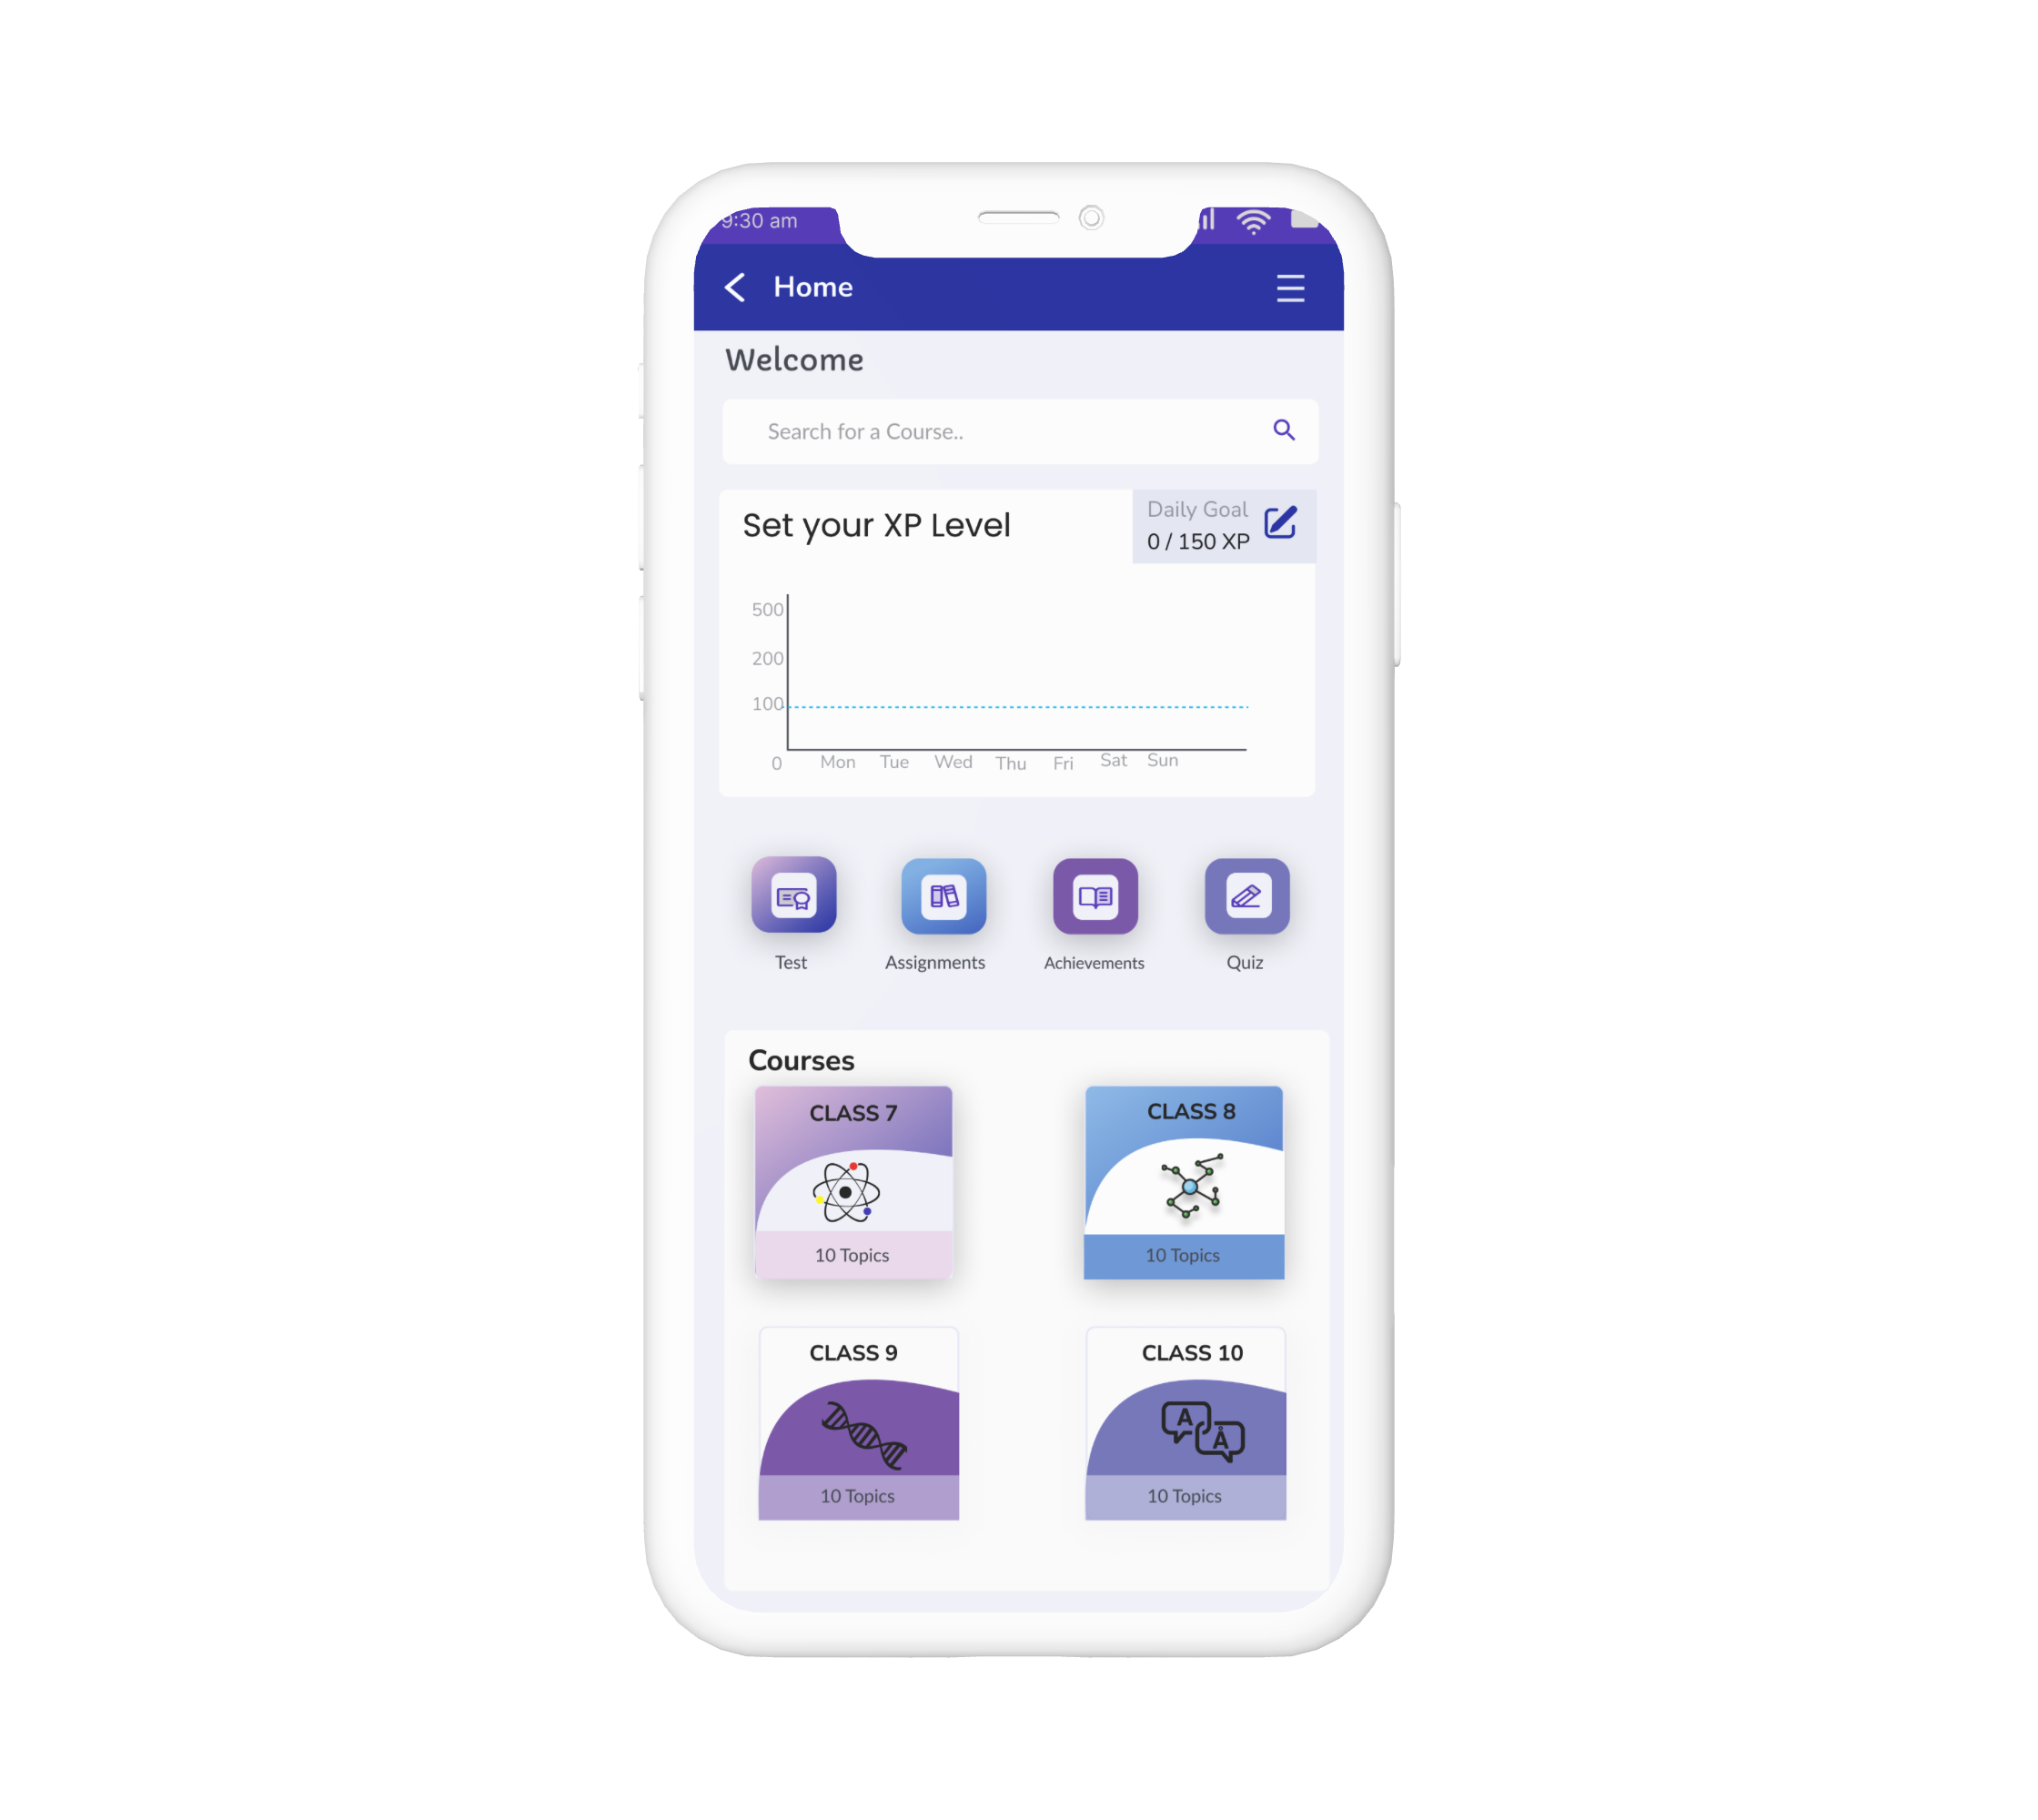 9:30 am
Home
Welcome
Search for a Course..
Set your XP Level
Daily Goal
0 / 150 XP
500
200
100
0
Mon Tue Wed Thu Fri Sat Sun
Test Assignments Achievements Quiz
Courses
CLASS 7 CLASS 8
10 Topics 10 Topics
CLASS 9 CLASS 10
A Å
10 Topics 10 Topics